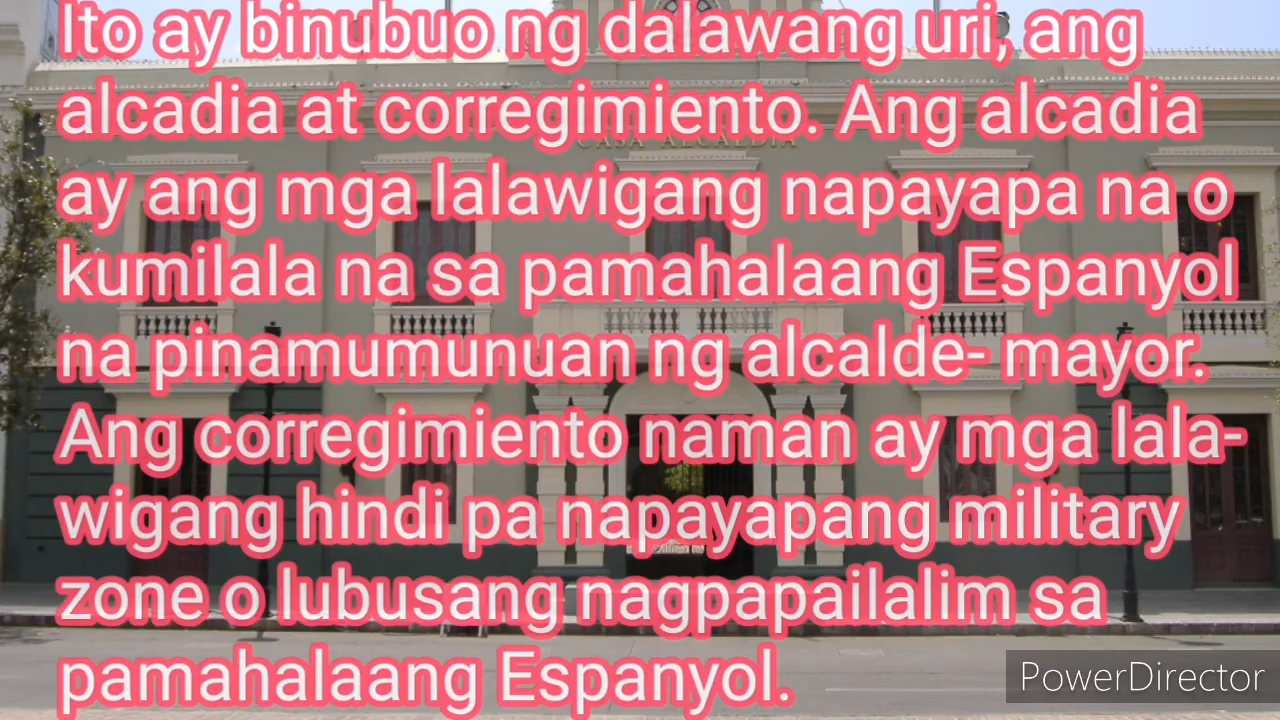 Ito ay binubuo ng dalawang uri, ang
alcadia at corregimiento. Ang alcadia
CASA ALCALDIA
ay ang mga lalawigang napayapa na o
kumilala na sa pamahalaang Espanyol
na pinamumunuan ng alcalde- mayor.
Ang corregimiento naman ay mga lala-
wigang hindi pa napayapang military
zone o lubusang nagpapailalim sa
pamahalaang Espanyol.
PowerDirector